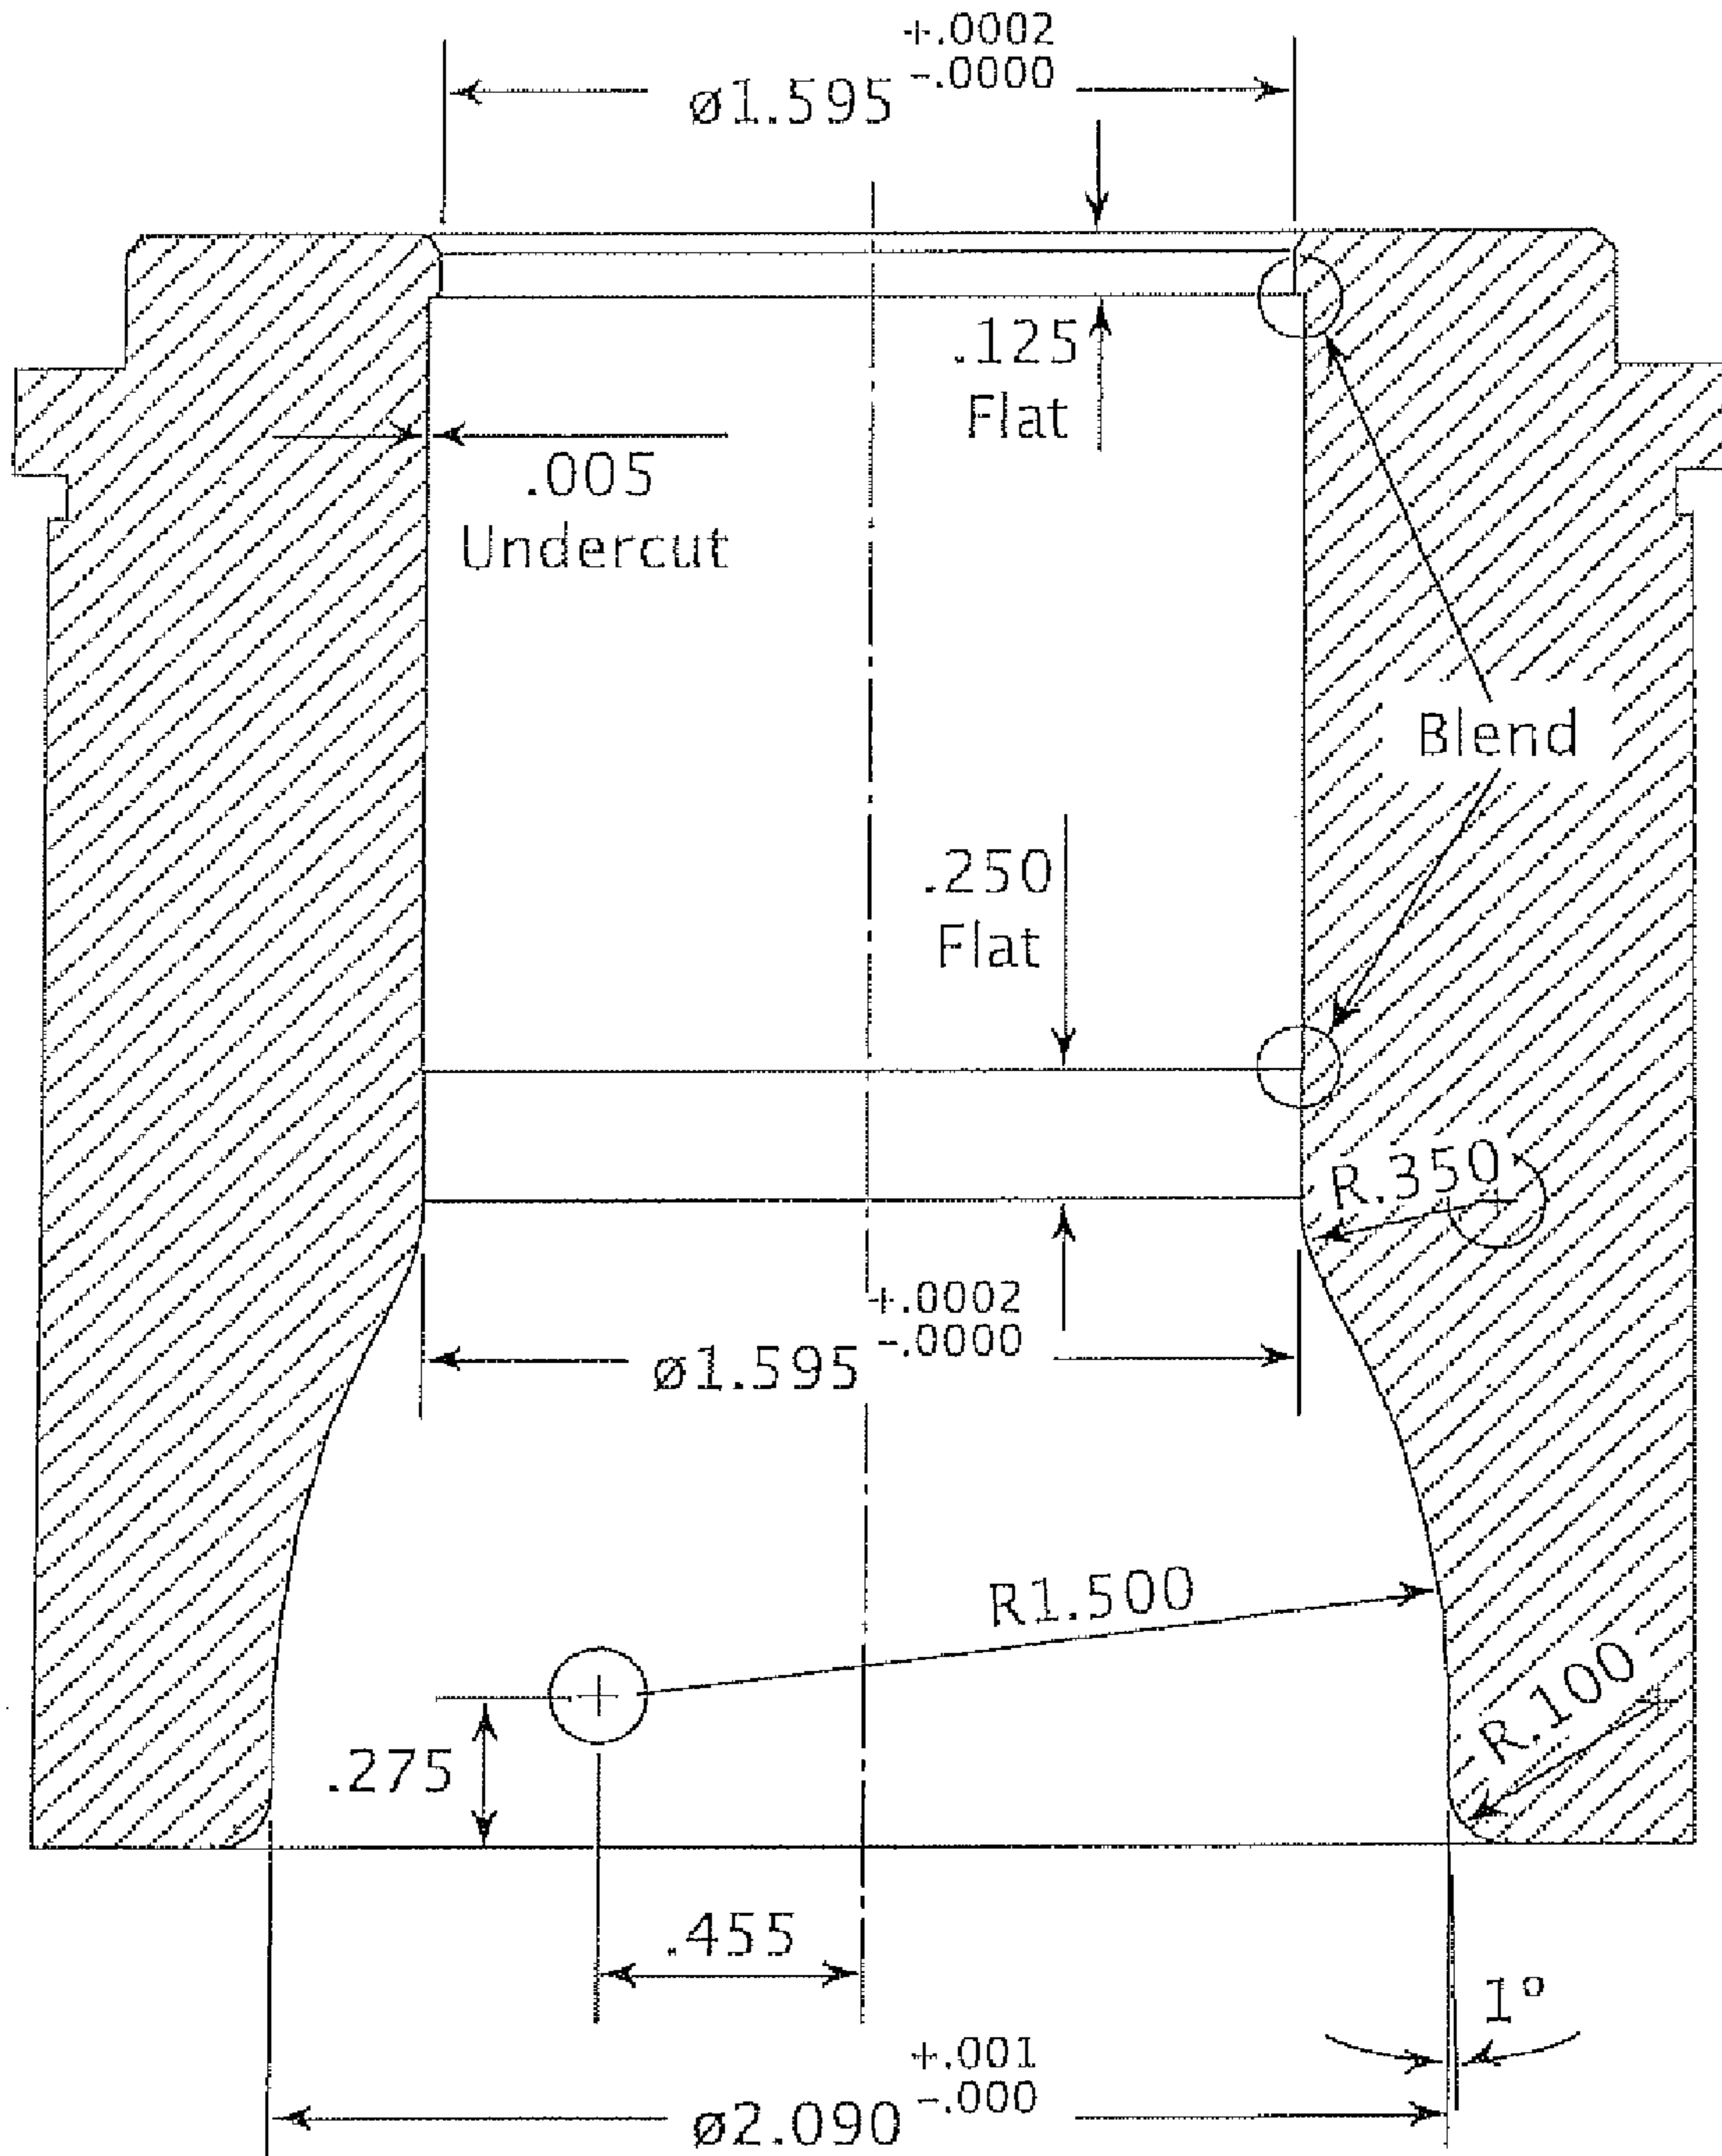 +.0002
ø1.595 -.0000
.125
Flat
.005
Undercut
Blend
.250
Flat
R.350
+.0002
ø1.595 -.0000
R1.500
R.100
.275
.455
1°
+.001
ø2.090 -.000